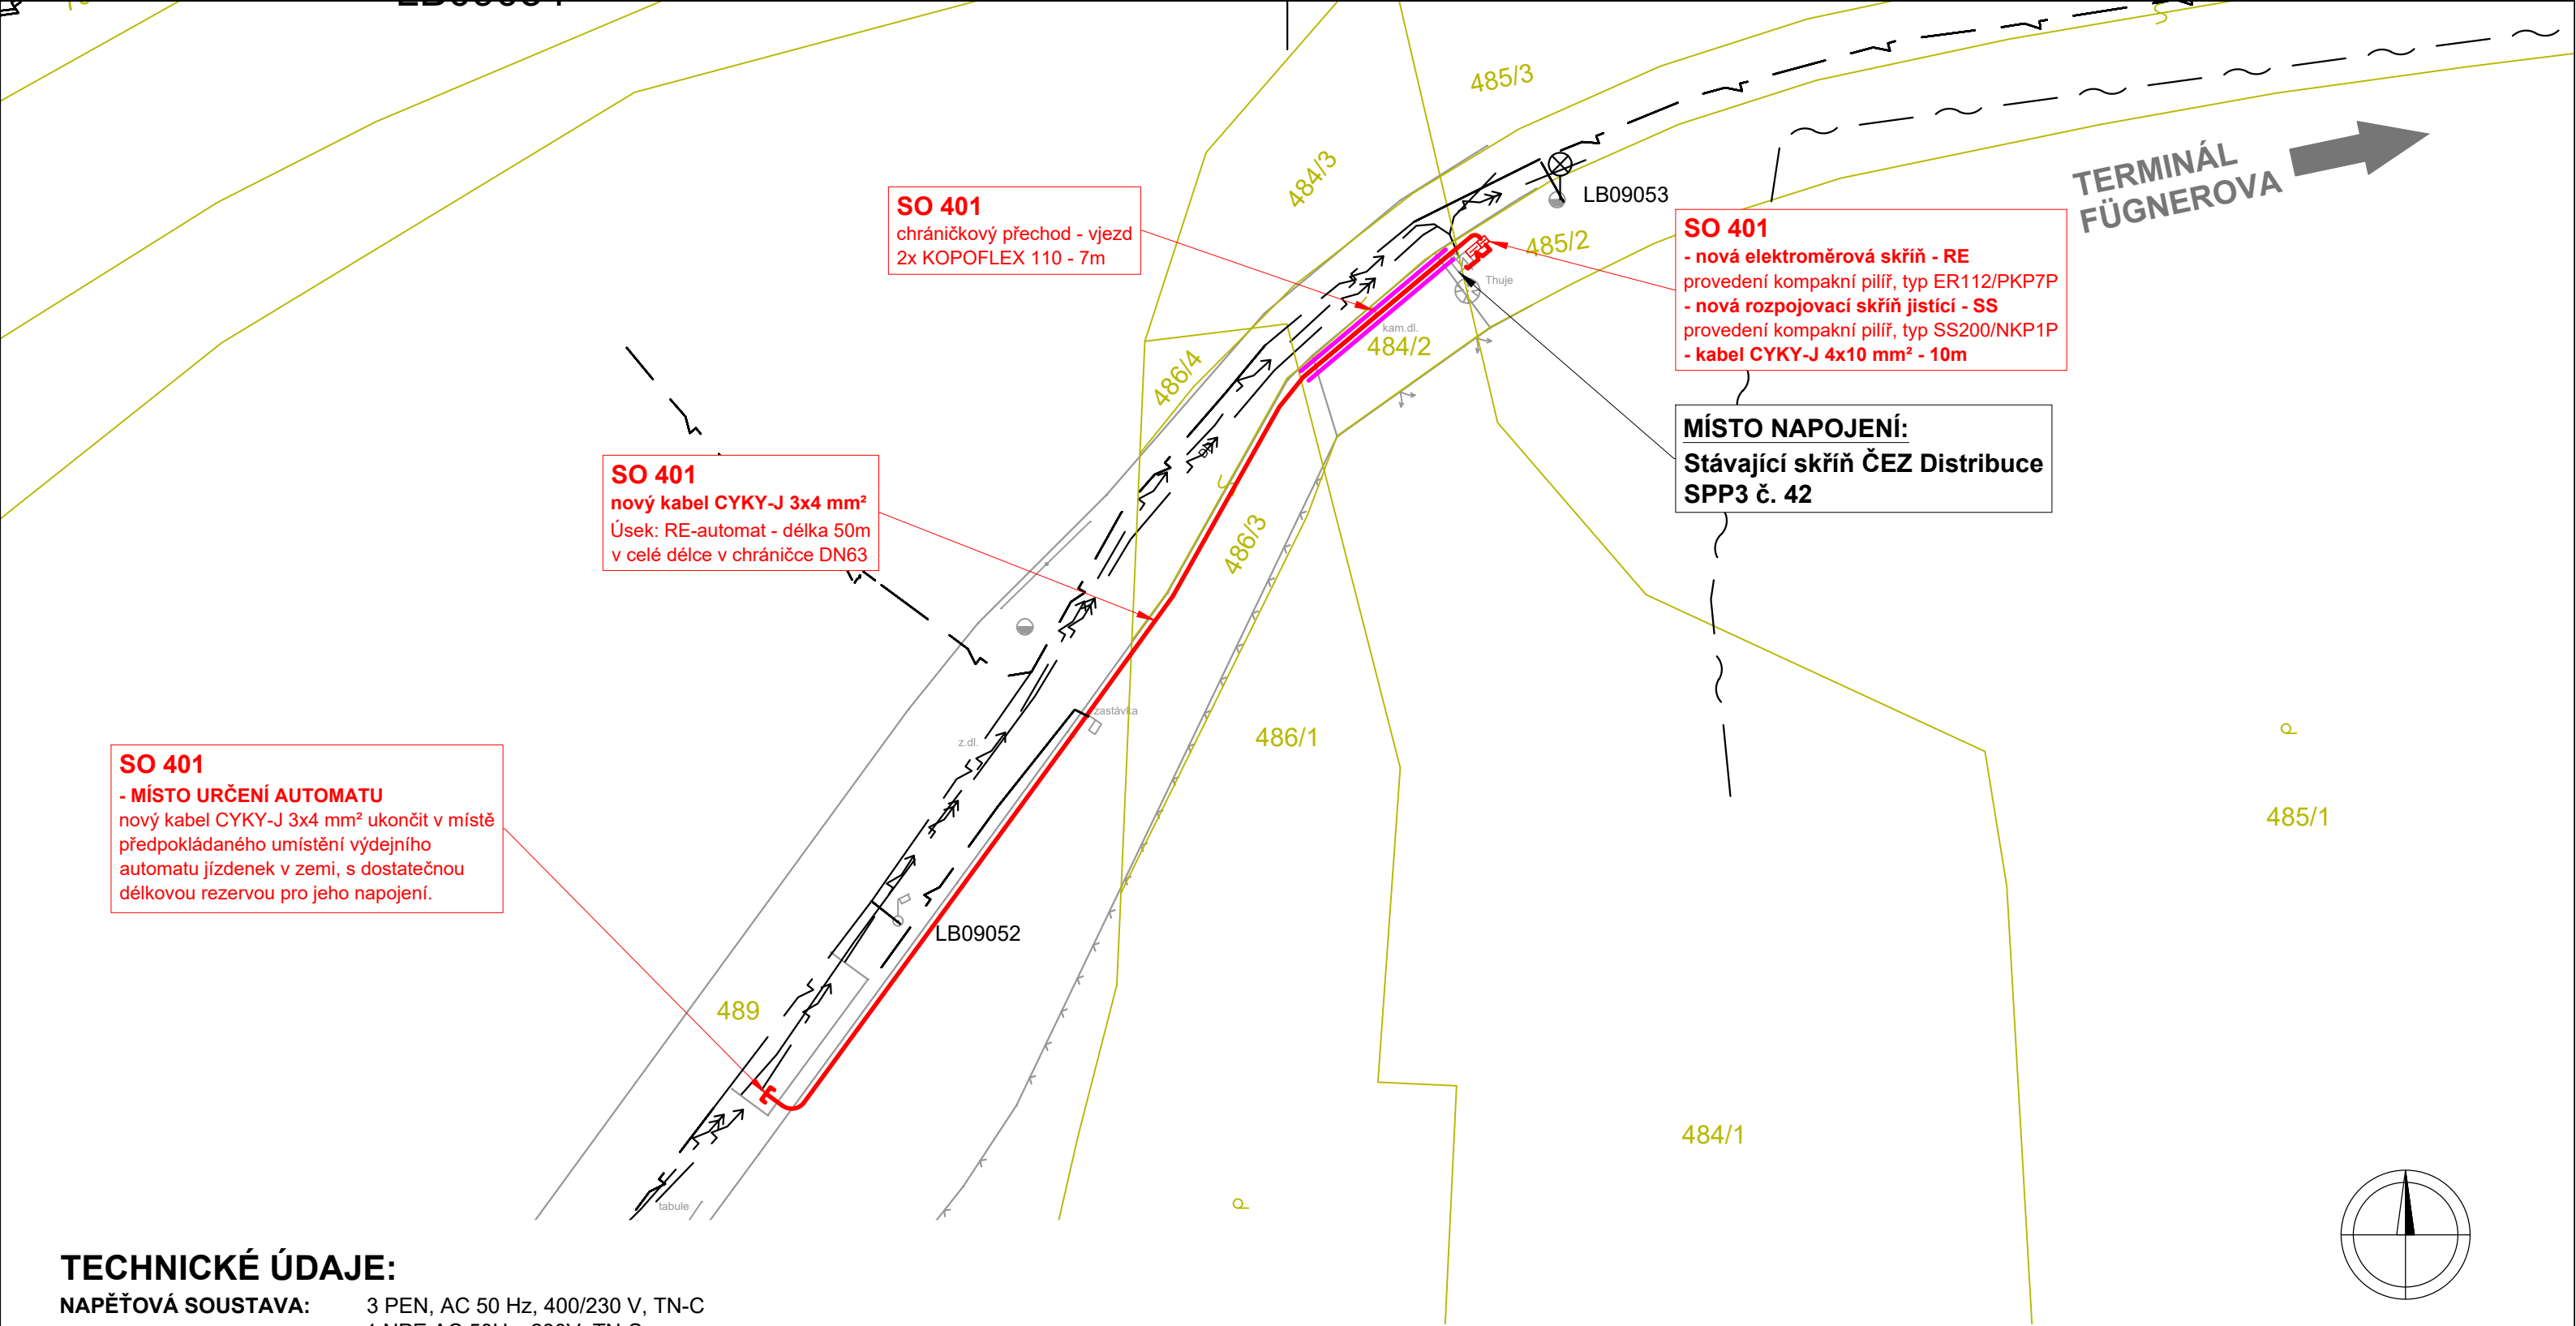 485/3
484/3
LB09053
TERMINÁL
FÜGNEROVA
SO 401
chráničkový přechod - vjezd
2x KOPOFLEX 110 - 7m
485/2
SO 401
- nová elektroměrová skříň - RE
provedení kompakní pilíř, typ ER112/PKP7P
- nová rozpojovací skříň jistící - SS
provedení kompakní pilíř, typ SS200/NKP1P
- kabel CYKY-J 4x10 mm² - 10m
Thuje
kam.dl.
484/2
486/4
MÍSTO NAPOJENÍ:
Stávající skříň ČEZ Distribuce
SPP3 č. 42
SO 401
nový kabel CYKY-J 3x4 mm²
Úsek: RE-automat - délka 50m
v celé délce v chráničce DN63
486/3
zastávka
z.dl.
486/1
SO 401
- MÍSTO URČENÍ AUTOMATU
nový kabel CYKY-J 3x4 mm² ukončit v místě
předpokládaného umístění výdejního
automatu jízdenek v zemi, s dostatečnou
délkovou rezervou pro jeho napojení.
485/1
LB09052
489
484/1
tabule
TECHNICKÉ ÚDAJE:
NAPĚŤOVÁ SOUSTAVA: 3 PEN, AC 50 Hz, 400/230 V, TN-C